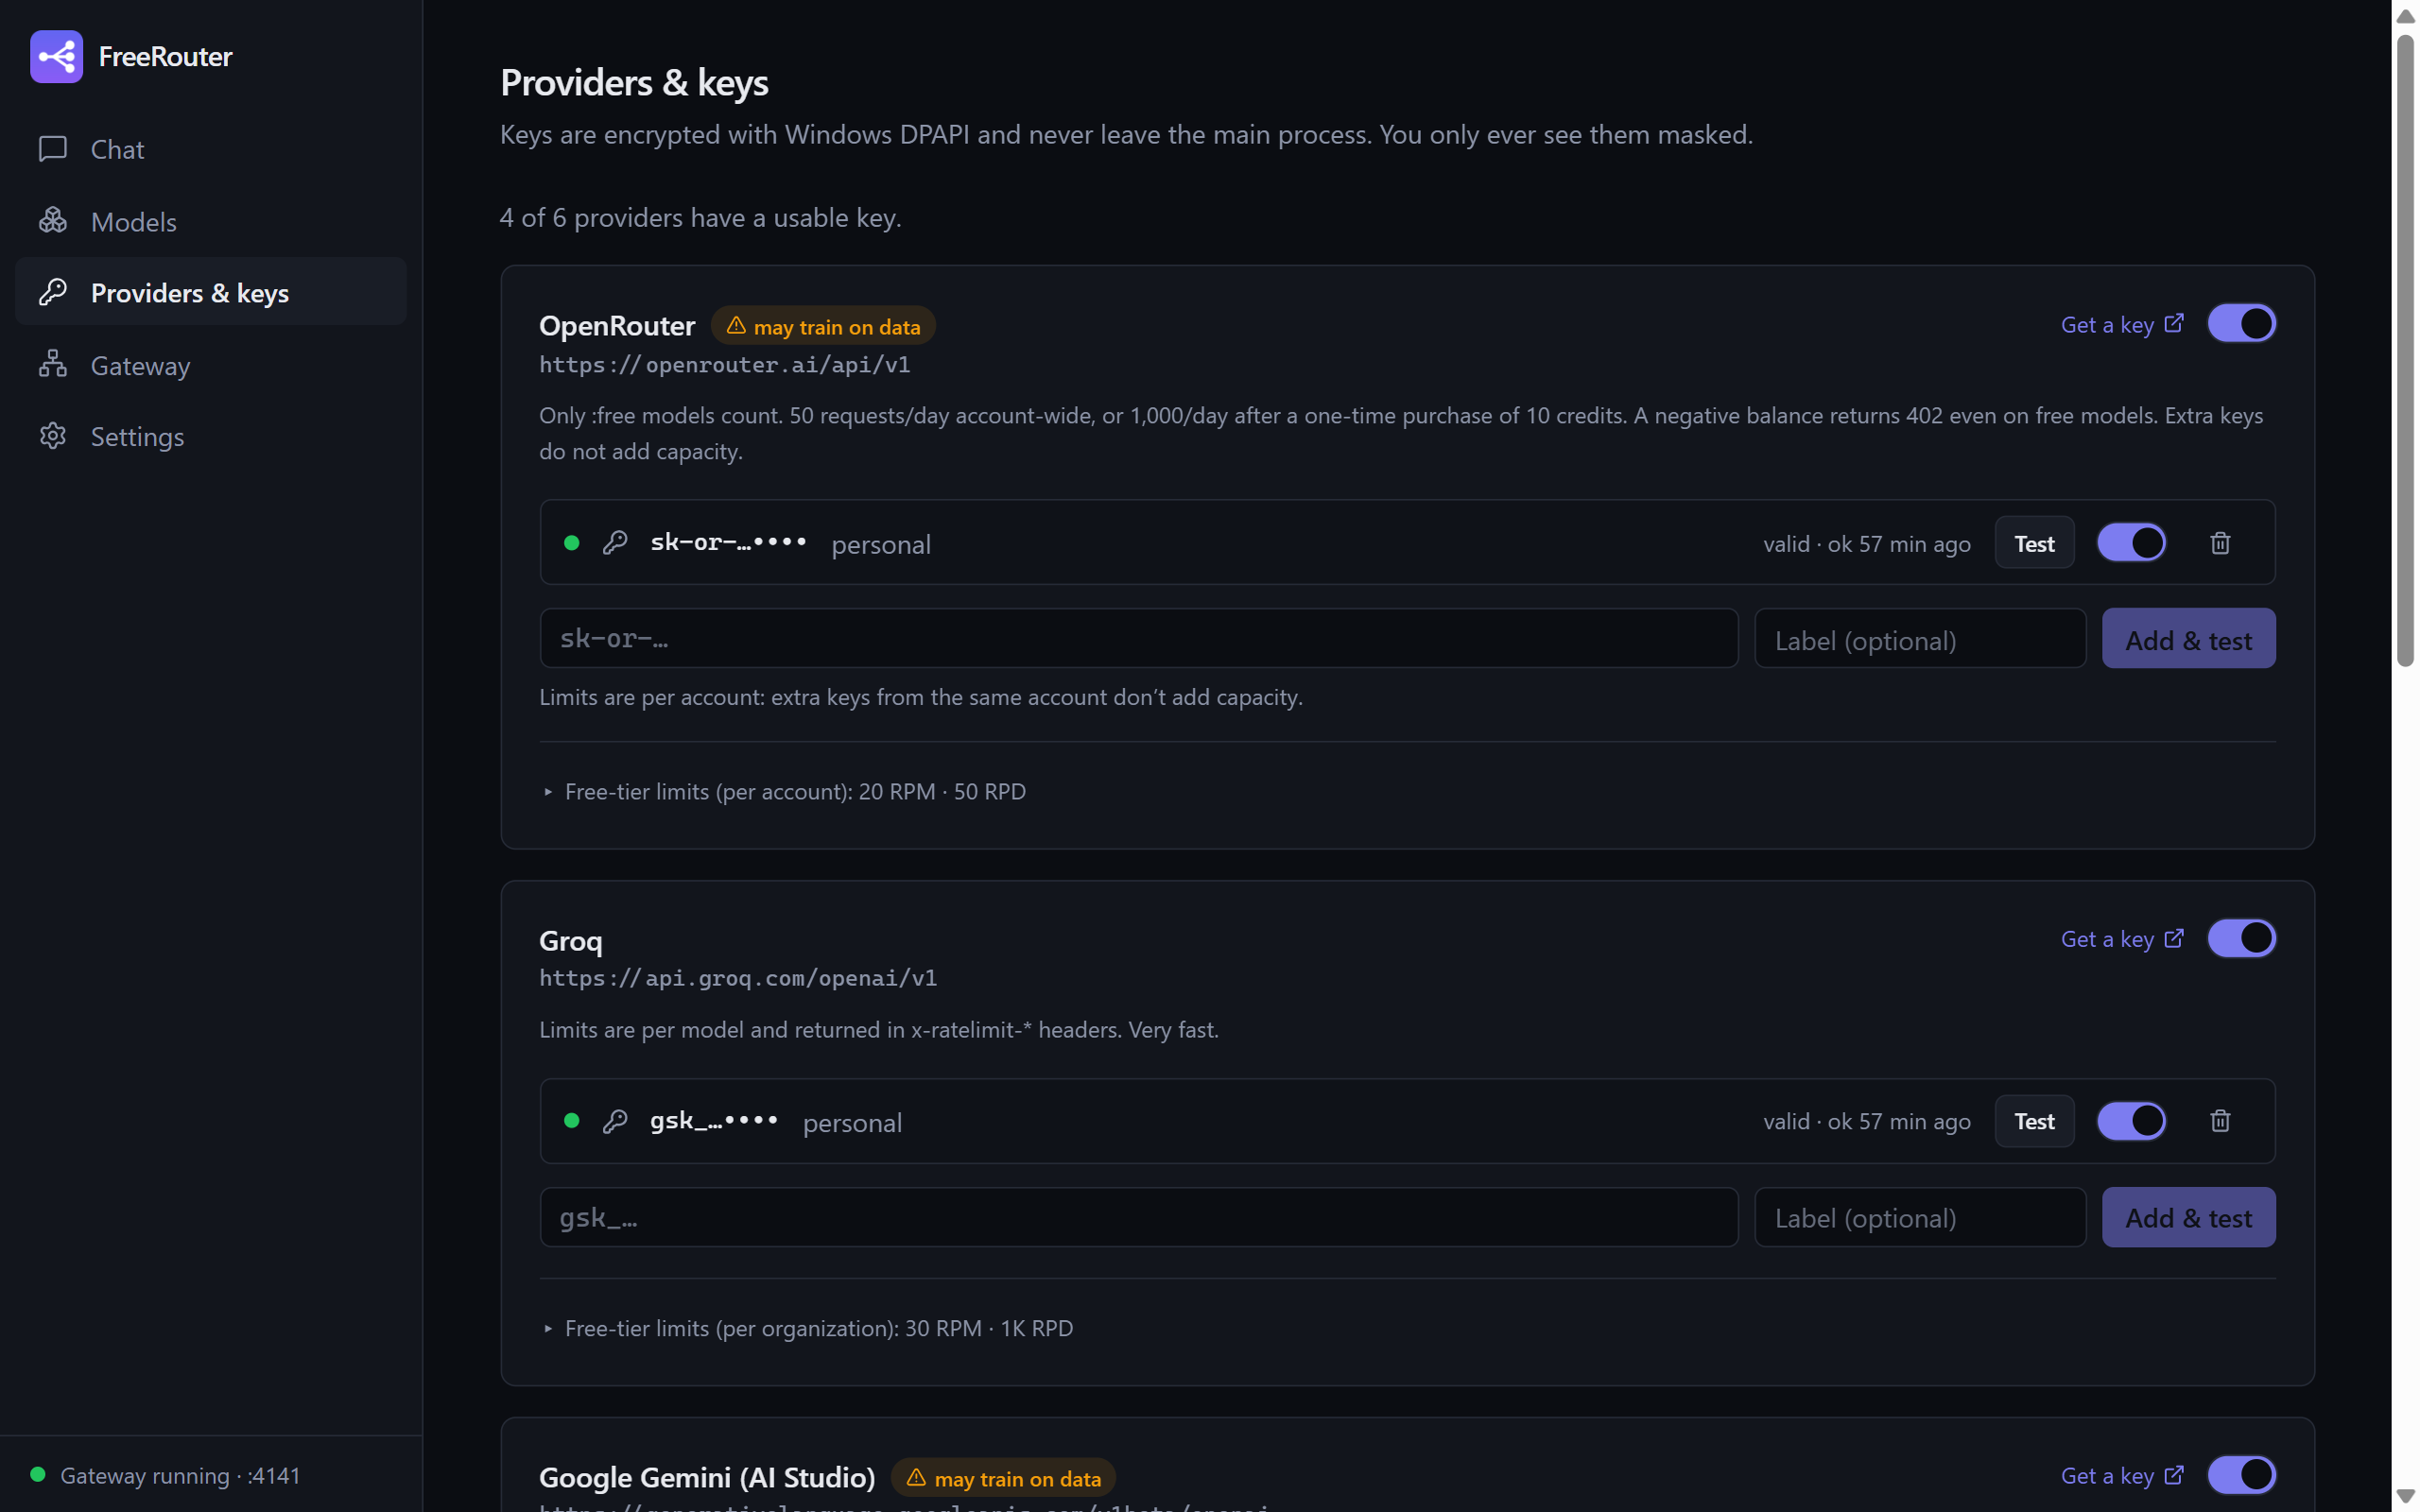 FreeRouter
Chat
Models
Providers & keys
Gateway
Settings
Gateway running · :4141
Providers & keys
Keys are encrypted with Windows DPAPI and never leave the main process. You only ever see them masked.
4 of 6 providers have a usable key.
OpenRouter
may train on data
Get a key
https://openrouter.ai/api/v1
Only :free models count. 50 requests/day account-wide, or 1,000/day after a one-time purchase of 10 credits. A negative balance returns 402 even on free models. Extra keys
do not add capacity.
sk-or-…•••• personal
valid · ok 57 min ago
Test
sk-or-…
Label (optional)
Add & test
Limits are per account: extra keys from the same account don’t add capacity.
▸ Free-tier limits (per account): 20 RPM · 50 RPD
Groq
Get a key
https://api.groq.com/openai/v1
Limits are per model and returned in x-ratelimit-* headers. Very fast.
gsk_…•••• personal
valid · ok 57 min ago
Test
gsk_…
Label (optional)
Add & test
▸ Free-tier limits (per organization): 30 RPM · 1K RPD
Google Gemini (AI Studio)
may train on data
Get a key
https://generativelanguage.googleapis.com/v1beta/openai